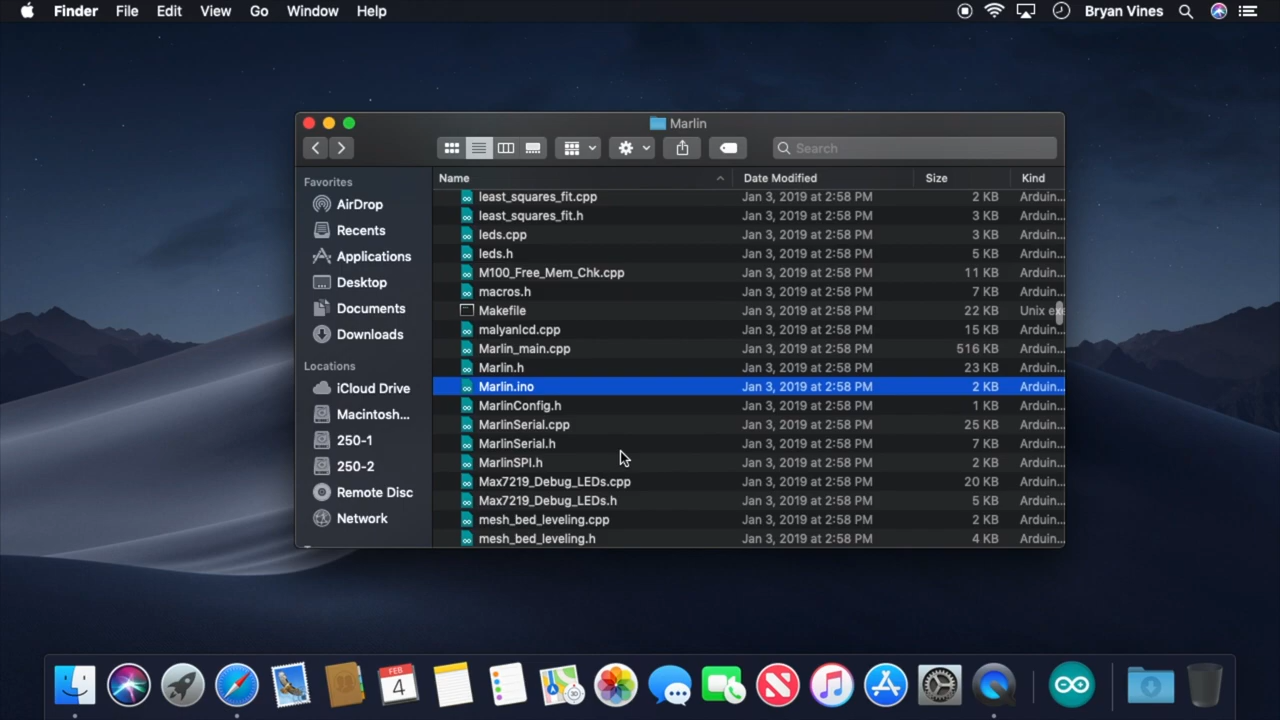 Finder File Edit View Go Window Help Bryan Vines
Marlin
Search
Favorites
AirDrop
Recents
Applications
Desktop
Documents
Downloads
Locations
iCloud Drive
Macintosh...
250-1
250-2
Remote Disc
Network
Name Date Modified Size Kind
least_squares_fit.cpp Jan 3, 2019 at 2:58 PM 2 KB Arduin...
least_squares_fit.h Jan 3, 2019 at 2:58 PM 3 KB Arduin...
leds.cpp Jan 3, 2019 at 2:58 PM 3 KB Arduin...
leds.h Jan 3, 2019 at 2:58 PM 5 KB Arduin...
M100_Free_Mem_Chk.cpp Jan 3, 2019 at 2:58 PM 11 KB Arduin...
macros.h Jan 3, 2019 at 2:58 PM 7 KB Arduin...
Makefile Jan 3, 2019 at 2:58 PM 22 KB Unix ex
malyanlcd.cpp Jan 3, 2019 at 2:58 PM 15 KB Arduin...
Marlin_main.cpp Jan 3, 2019 at 2:58 PM 516 KB Arduin...
Marlin.h Jan 3, 2019 at 2:58 PM 23 KB Arduin...
Marlin.ino Jan 3, 2019 at 2:58 PM 2 KB Arduin...
MarlinConfig.h Jan 3, 2019 at 2:58 PM 1 KB Arduin...
MarlinSerial.cpp Jan 3, 2019 at 2:58 PM 25 KB Arduin...
MarlinSerial.h Jan 3, 2019 at 2:58 PM 7 KB Arduin...
MarlinSPI.h Jan 3, 2019 at 2:58 PM 2 KB Arduin...
Max7219_Debug_LEDs.cpp Jan 3, 2019 at 2:58 PM 20 KB Arduin...
Max7219_Debug_LEDs.h Jan 3, 2019 at 2:58 PM 5 KB Arduin...
mesh_bed_leveling.cpp Jan 3, 2019 at 2:58 PM 2 KB Arduin...
mesh_bed_leveling.h Jan 3, 2019 at 2:58 PM 4 KB Arduin...
FEB
4